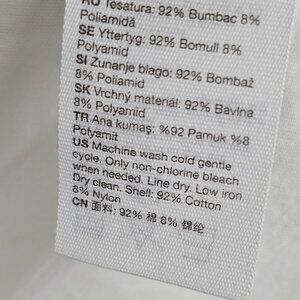 RO Tesatura: 92% Bumbac 8%
Poliamidă
SE Yttertyg: 92% Bomull 8%
Polyamid
SI Zunanje blago: 92% Bombaž
8% Poliamid
SK Vrchný materiál: 92% Bavlna
8% Polyamid
TR Ana kumaş: %92 Pamuk %8
Polyamit
US Machine wash cold gentle
cycle. Only non-chlorine bleach
when needed. Line dry. Low iron
Dry clean. Shell: 92% Cotton
8% Nylon
CN 面料: 92% 棉 8% 锦纶